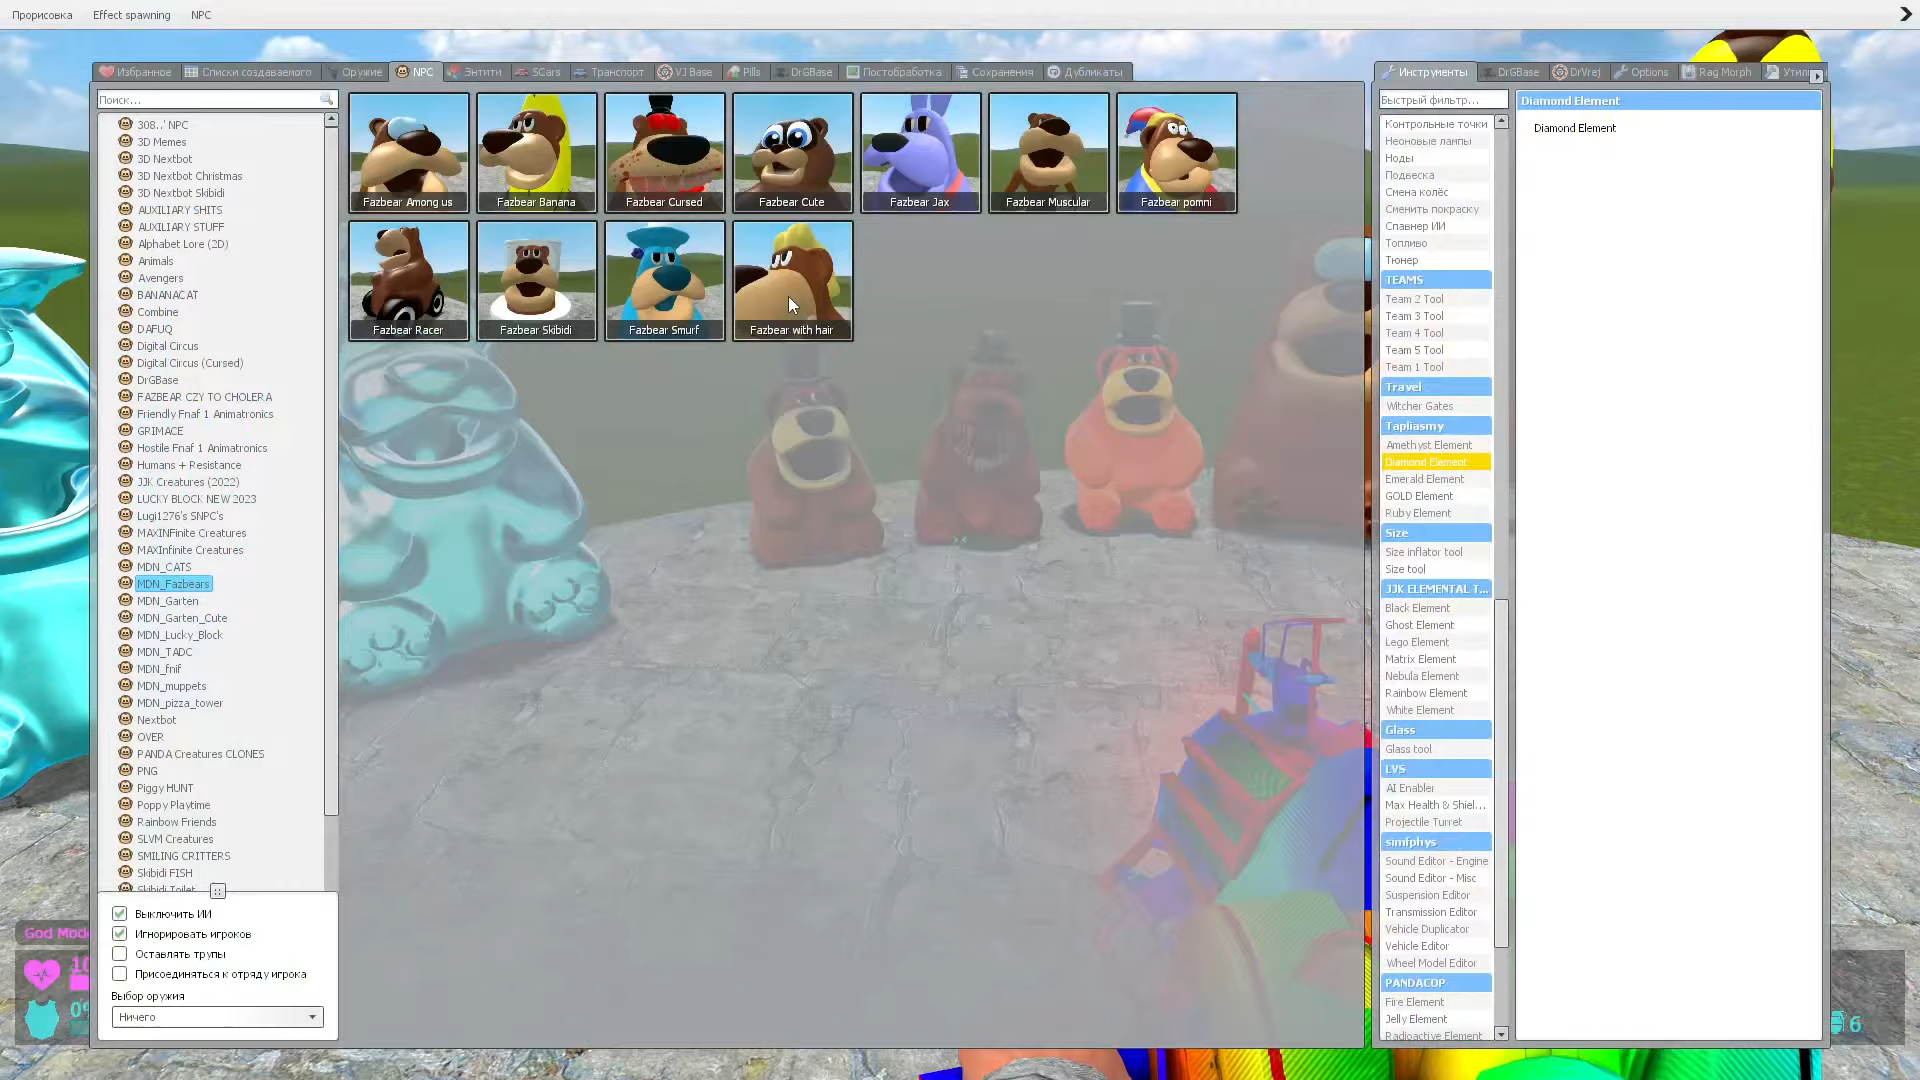 Прорисовка
Effect spawning
NPC
Избранное
Списки создаваемого
Оружие
NPC
Энтити
SCars
Транспорт
VJ Base
Pills
DrGBase
Постобработка
Сохранения
Дубликаты
Поиск...
308..' NPC
3D Memes
3D Nextbot
3D Nextbot Christmas
3D Nextbot Skibidi
AUXILIARY SHITS
AUXILIARY STUFF
Alphabet Lore (2D)
Animals
Avengers
BANANACAT
Combine
DAFUQ
Digital Circus
Digital Circus (Cursed)
DrGBase
FAZBEAR CZY TO CHOLERA
Friendly Fnaf 1 Animatronics
GRIMACE
Hostile Fnaf 1 Animatronics
Humans + Resistance
JJK Creatures (2022)
LUCKY BLOCK NEW 2023
Lugi1276's SNPC's
MAXINFinite Creatures
MAXInfinite Creatures
MDN_CATS
MDN_Fazbears
MDN_Garten
MDN_Garten_Cute
MDN_Lucky_Block
MDN_TADC
MDN_fnif
MDN_muppets
MDN_pizza_tower
Nextbot
OVER
PANDA Creatures CLONES
PNG
Piggy HUNT
Poppy Playtime
Rainbow Friends
SLVM Creatures
SMILING CRITTERS
Skibidi FISH
Skibidi Toilet
Выключить ИИ
Игнорировать игроков
Оставлять трупы
Присоединяться к отряду игрока
Выбор оружия
Ничего
Fazbear Among us
Fazbear Banana
Fazbear Cursed
Fazbear Cute
Fazbear Jax
Fazbear Muscular
Fazbear pomni
Fazbear Racer
Fazbear Skibidi
Fazbear Smurf
Fazbear with hair
Инструменты
DrGBase
DrVrej
Options
Rag Morph
Быстрый фильтр...
Контрольные точки
Неоновые лампы
Ноды
Подвеска
Смена колёс
Сменить покраску
Спавнер ИИ
Топливо
Тюнер
TEAMS
Team 2 Tool
Team 3 Tool
Team 4 Tool
Team 5 Tool
Team 1 Tool
Travel
Witcher Gates
Tapliasmy
Amethyst Element
Diamond Element
Emerald Element
GOLD Element
Ruby Element
Size
Size inflator tool
Size tool
JJK ELEMENTAL T...
Black Element
Ghost Element
Lego Element
Matrix Element
Nebula Element
Rainbow Element
White Element
Glass
Glass tool
LVS
AI Enabler
Max Health & Shiel...
Projectile Turret
simfphys
Sound Editor - Engine
Sound Editor - Misc
Suspension Editor
Transmission Editor
Vehicle Duplicator
Vehicle Editor
Wheel Model Editor
PANDACOP
Fire Element
Jelly Element
Radioactive Element
Diamond Element
Diamond Element
6